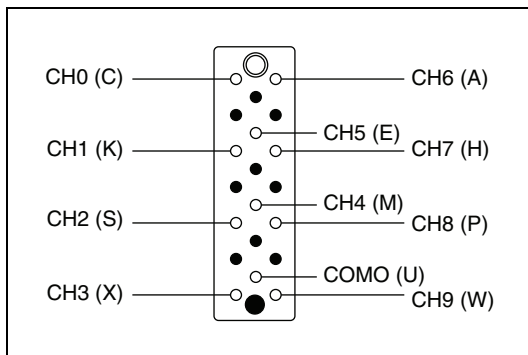 CH0 (C)
CH6 (A)
CH5 (E)
CH1 (K)
CH7 (H)
CH4 (M)
CH2 (S)
CH8 (P)
COMO (U)
CH3 (X)
CH9 (W)